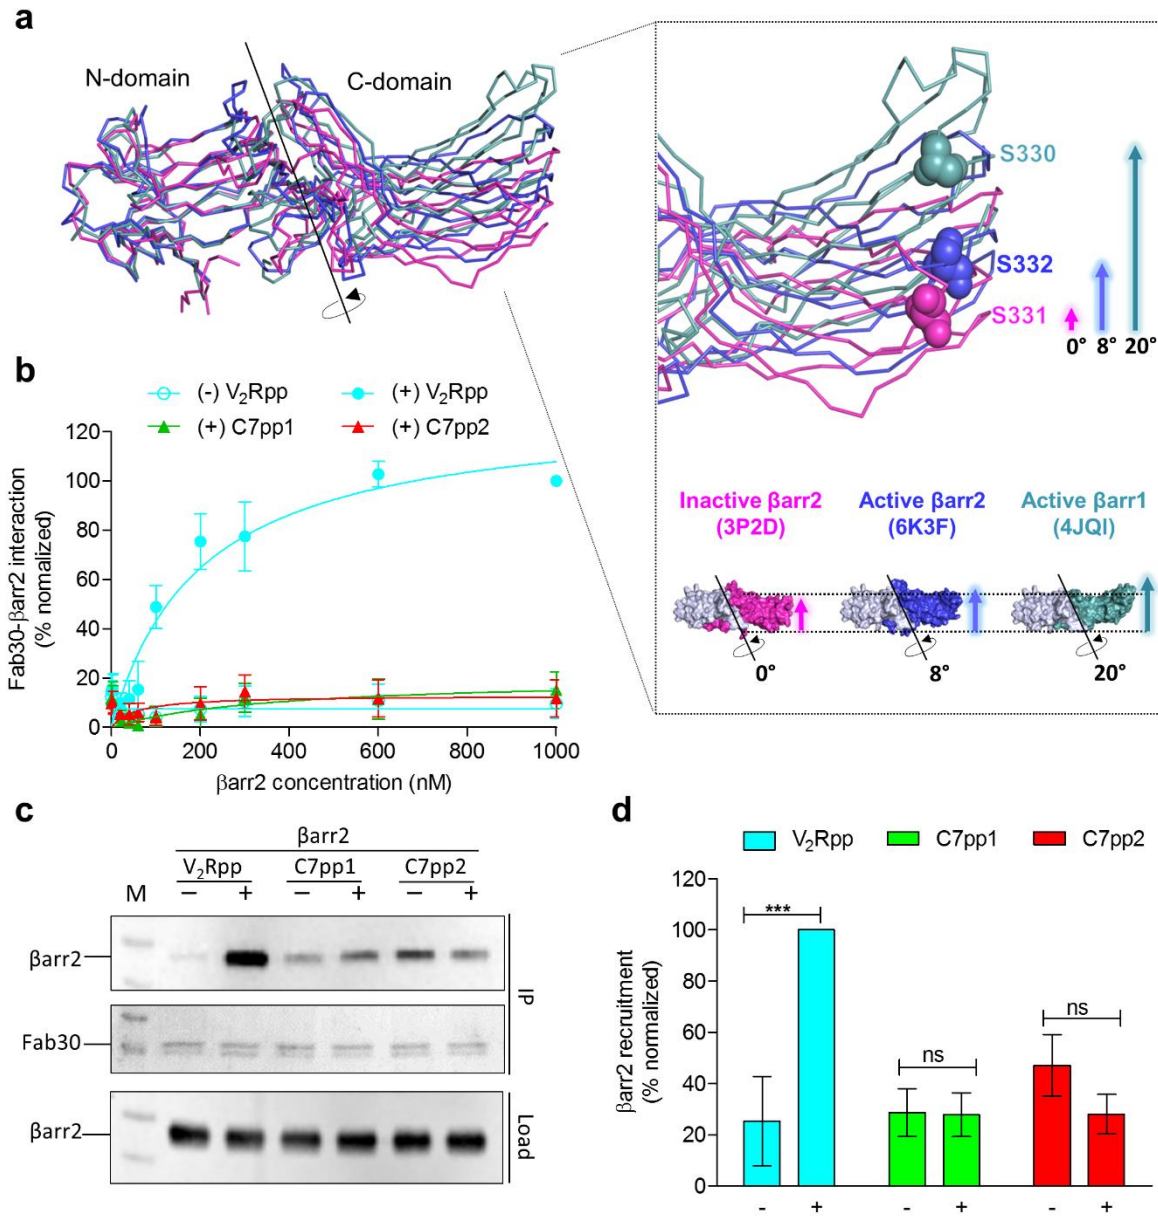 a
N-domain
C-domain
S330
S332
S331
0°
8°
20°
Inactive βarr2
(3P2D)
Active βarr2
(6K3F)
Active βarr1
(4JQI)
0°
8°
20°
b
(-) V₂Rpp
(+) V₂Rpp
(+) C7pp1
(+) C7pp2
Fab30-βarr2 interaction
(% normalized)
120
100
80
60
40
20
0
0
200
400
600
800
1000
βarr2 concentration (nM)
c
βarr2
V₂Rpp
C7pp1
C7pp2
M
−
+
−
+
−
+
βarr2
Fab30
IP
βarr2
Load
d
V₂Rpp
C7pp1
C7pp2
βarr2 recruitment
(% normalized)
120
100
80
60
40
20
0
***
ns
ns
-
+
-
+
-
+